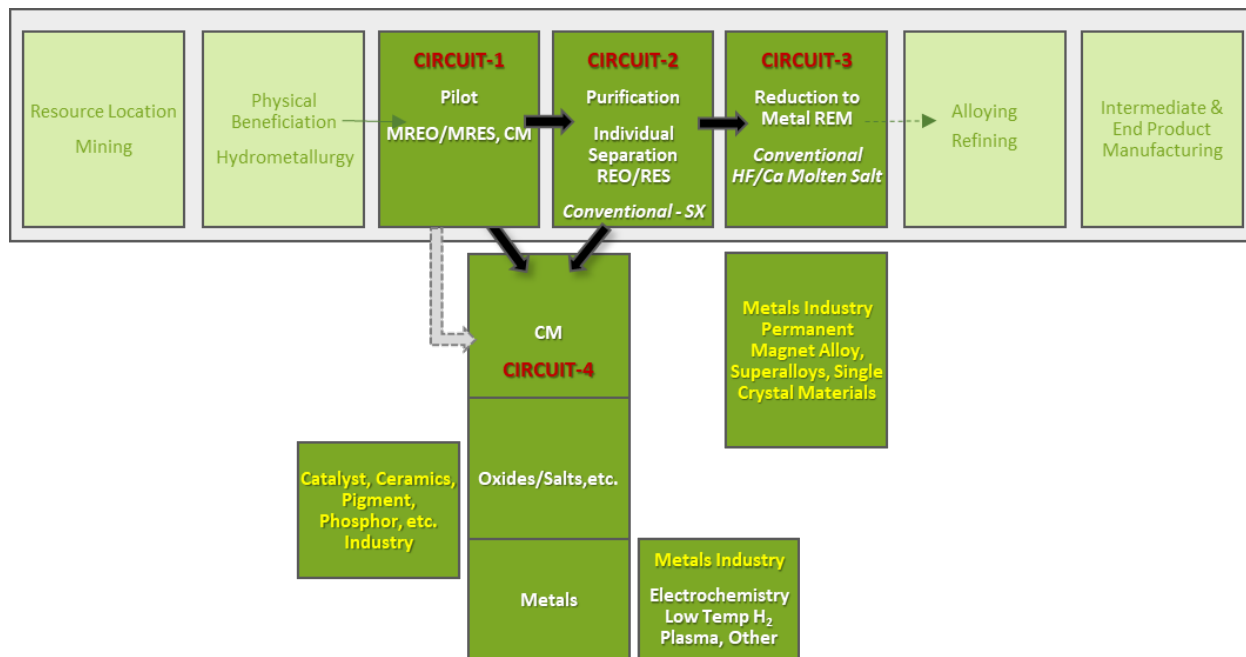 Resource Location
Mining
Physical
Beneficiation
Hydrometallurgy
CIRCUIT-1
Pilot
MREO/MRES, CM
CIRCUIT-2
Purification
Individual
Separation
REO/RES
Conventional - SX
CIRCUIT-3
Reduction to
Metal REM
Conventional
HF/Ca Molten Salt
Alloying
Refining
Intermediate &
End Product
Manufacturing
CM
CIRCUIT-4
Metals Industry
Permanent
Magnet Alloy,
Superalloys, Single
Crystal Materials
Catalyst, Ceramics,
Pigment,
Phosphor, etc.
Industry
Oxides/Salts,etc.
Metals
Metals Industry
Electrochemistry
Low Temp H₂
Plasma, Other